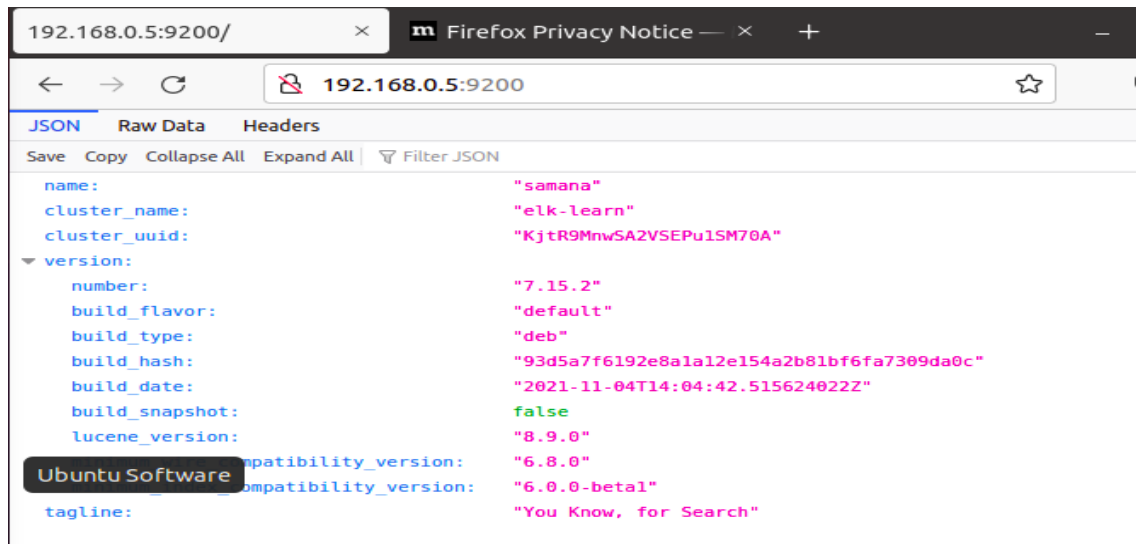 192.168.0.5:9200/ × m Firefox Privacy Notice — × +
192.168.0.5:9200
JSON Raw Data Headers
Save Copy Collapse All Expand All Filter JSON
name: "samana"
cluster_name: "elk-learn"
cluster_uuid: "KjtR9MnwSA2VSEPu1SM70A"
version:
number: "7.15.2"
build_flavor: "default"
build_type: "deb"
build_hash: "93d5a7f6192e8a1a12e154a2b81bf6fa7309da0c"
build_date: "2021-11-04T14:04:42.515624022Z"
build_snapshot: false
lucene_version: "8.9.0"
mpatibility_version: "6.8.0"
Ubuntu Software
ompatibility_version: "6.0.0-beta1"
tagline: "You Know, for Search"